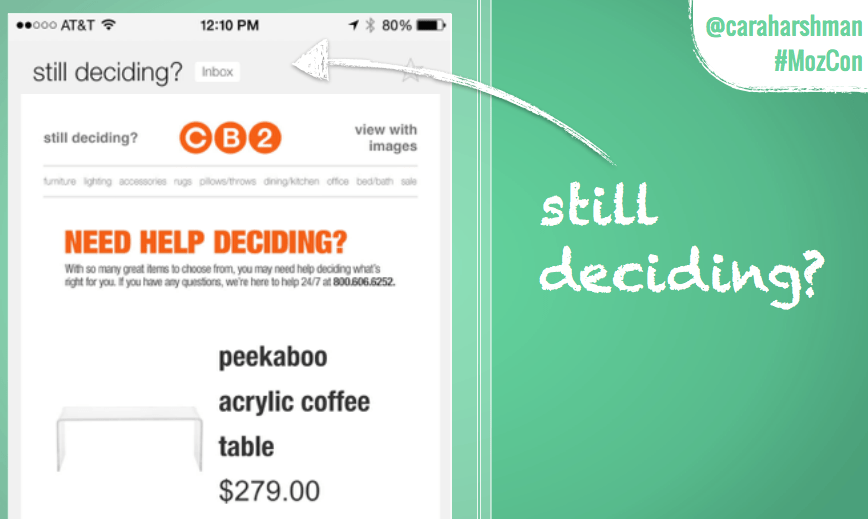 AT&T 12:10 PM 80%
still deciding? Inbox
still deciding? CB2 view with
images
furniture lighting accessories rugs pillows/throws dining/kitchen office bed/bath sale
NEED HELP DECIDING?
With so many great items to choose from, you may need help deciding what's
right for you. If you have any questions, we're here to help 24/7 at 800.606.6252.
peekaboo
acrylic coffee
table
$279.00
@caraharshman
#MozCon
still
deciding?